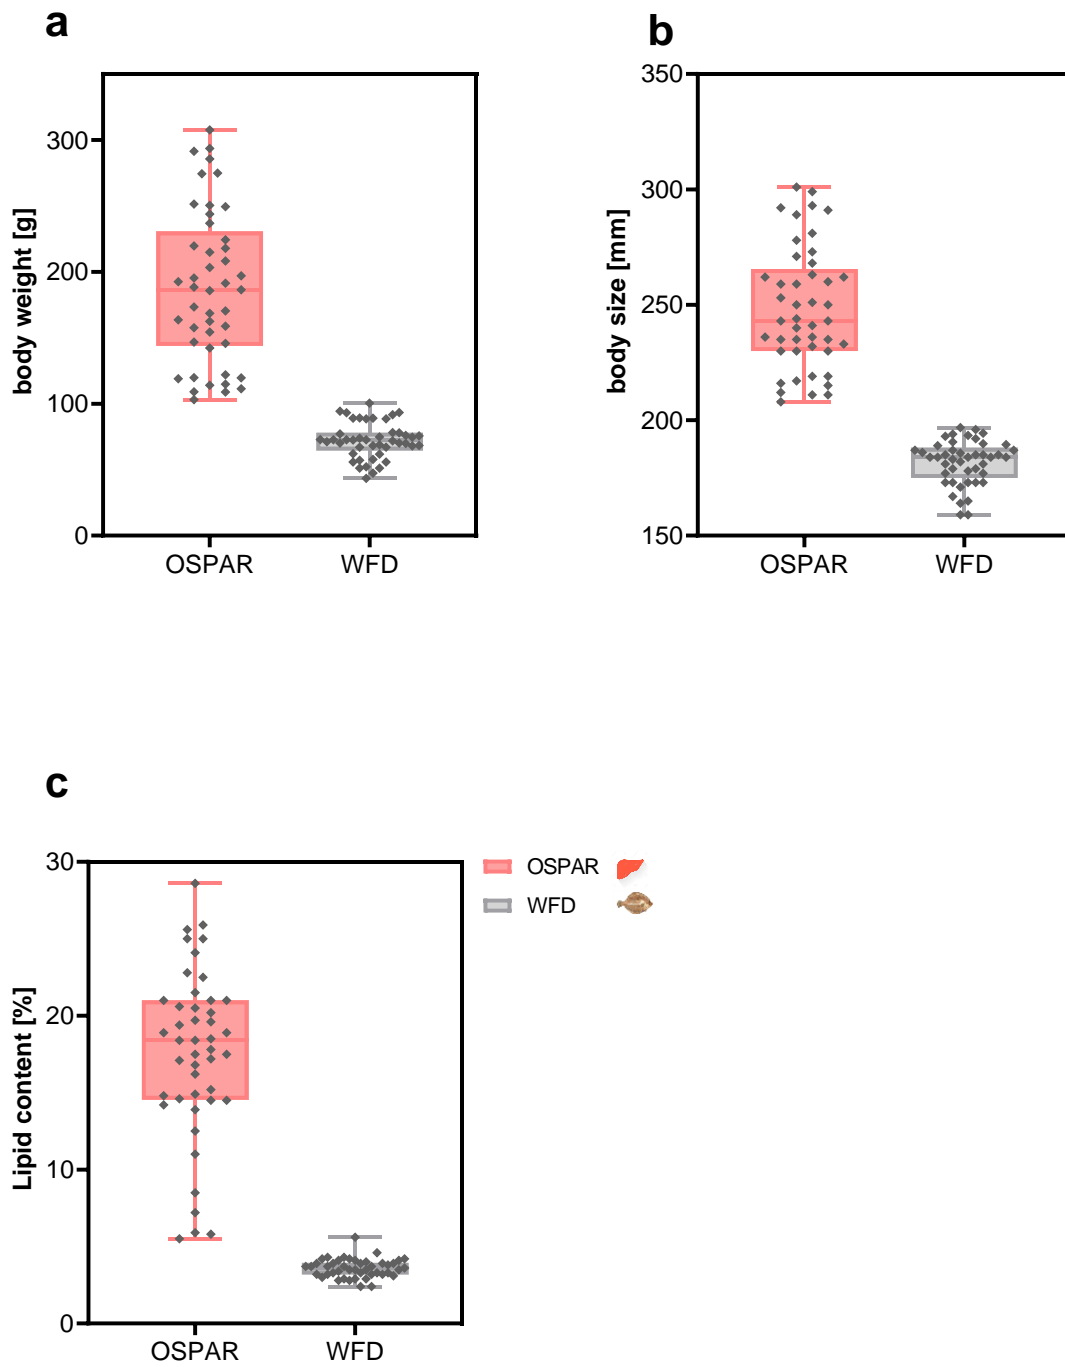 a
body weight [g]
300
200
100
0
OSPAR WFD
b
body size [mm]
350
300
250
200
150
OSPAR WFD
c
Lipid content [%]
30
20
10
0
OSPAR WFD
OSPAR
WFD